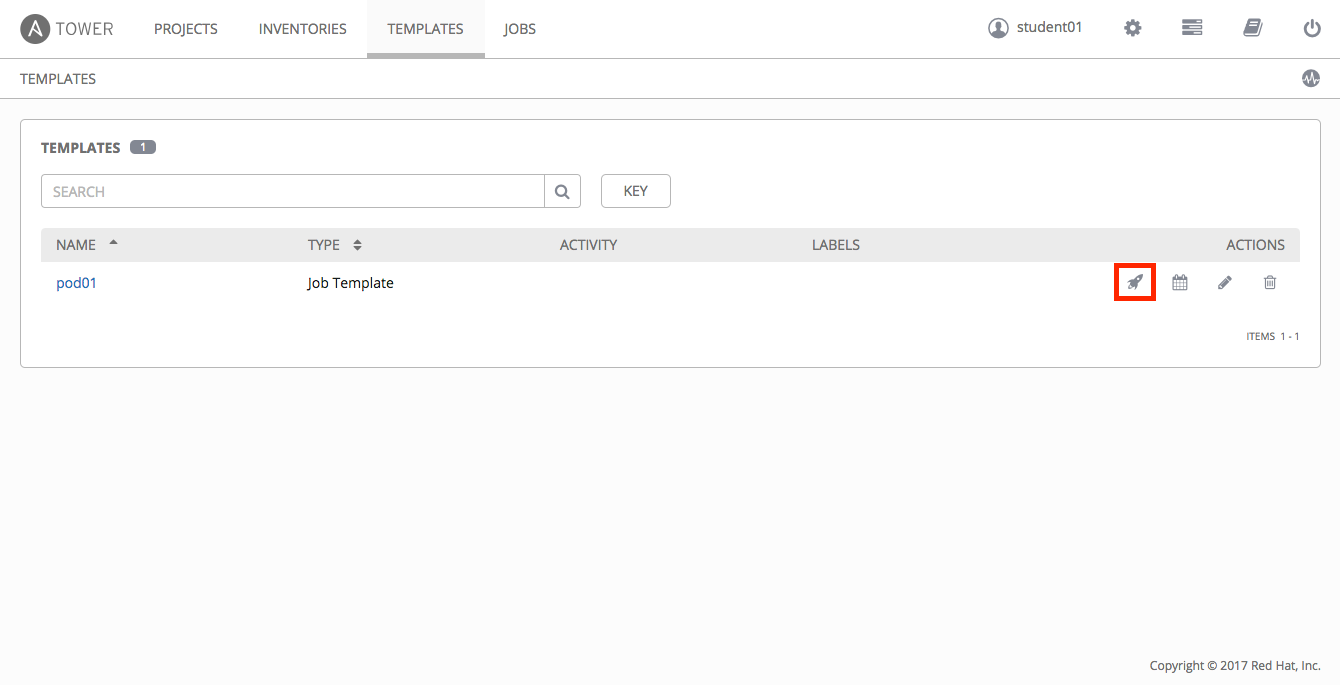 TOWER PROJECTS INVENTORIES TEMPLATES JOBS student01
TEMPLATES
TEMPLATES 1
SEARCH KEY
NAME TYPE ACTIVITY LABELS ACTIONS
pod01 Job Template
ITEMS 1 - 1
Copyright © 2017 Red Hat, Inc.